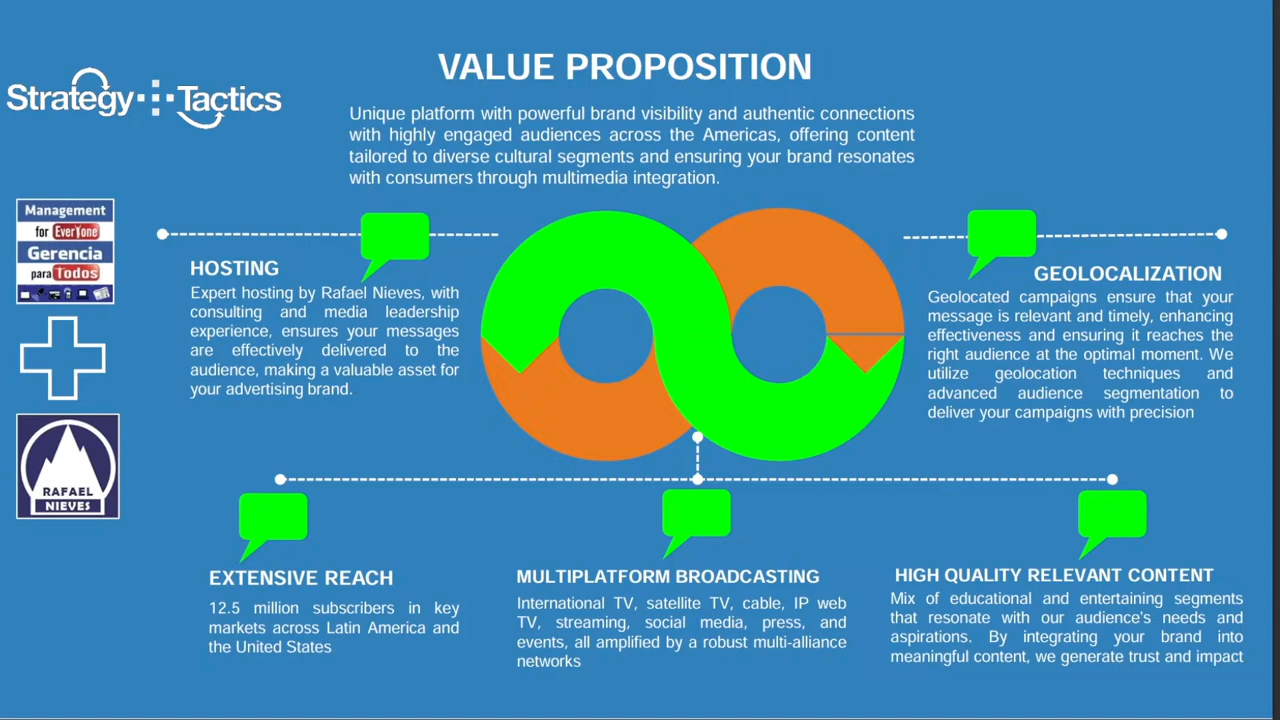 VALUE PROPOSITION
Strategy Tactics
Unique platform with powerful brand visibility and authentic connections
with highly engaged audiences across the Americas, offering content
tailored to diverse cultural segments and ensuring your brand resonates
with consumers through multimedia integration.
Management
for EverYone
Gerencia
para Todos
RAFAEL
NIEVES
HOSTING
Expert hosting by Rafael Nieves, with
consulting and media leadership
experience, ensures your messages
are effectively delivered to the
audience, making a valuable asset for
your advertising brand.
GEOLOCALIZATION
Geolocated campaigns ensure that your
message is relevant and timely, enhancing
effectiveness and ensuring it reaches the
right audience at the optimal moment. We
utilize geolocation techniques and
advanced audience segmentation to
deliver your campaigns with precision
EXTENSIVE REACH
12.5 million subscribers in key
markets across Latin America and
the United States
MULTIPLATFORM BROADCASTING
International TV, satellite TV, cable, IP web
TV, streaming, social media, press, and
events, all amplified by a robust multi-alliance
networks
HIGH QUALITY RELEVANT CONTENT
Mix of educational and entertaining segments
that resonate with our audience's needs and
aspirations. By integrating your brand into
meaningful content, we generate trust and impact